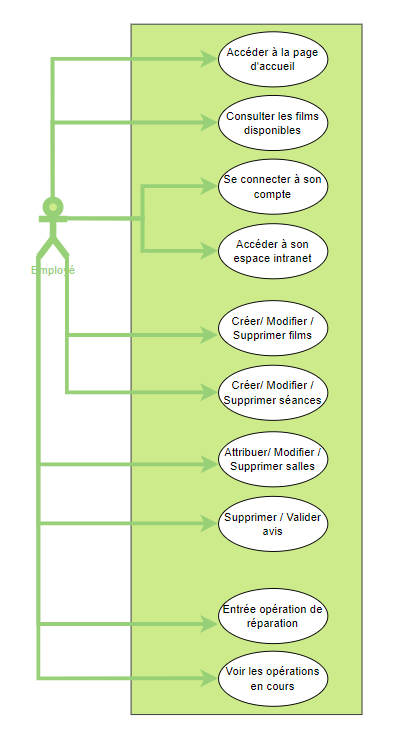 Accéder à la page
d'accueil
Consulter les films
disponibles
Se connecter à son
compte
Accéder à son
espace intranet
Employé
Créer/ Modifier /
Supprimer films
Créer/ Modifier /
Supprimer séances
Attribuer/ Modifier /
Supprimer salles
Supprimer / Valider
avis
Entrée opération de
réparation
Voir les opérations
en cours